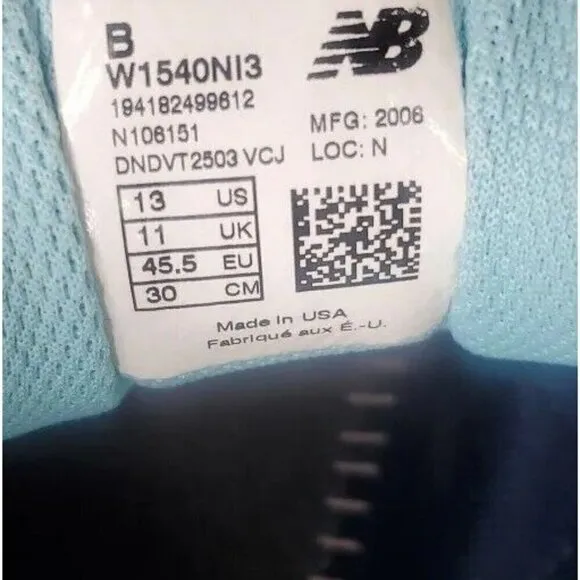 B
NB
W1540NI3
194182499612
N106151
MFG: 2006
DNDVT2503 VCJ
LOC: N
13 US
11 UK
45.5 EU
30 CM
Made in USA
Fabriqué aux É.-U.